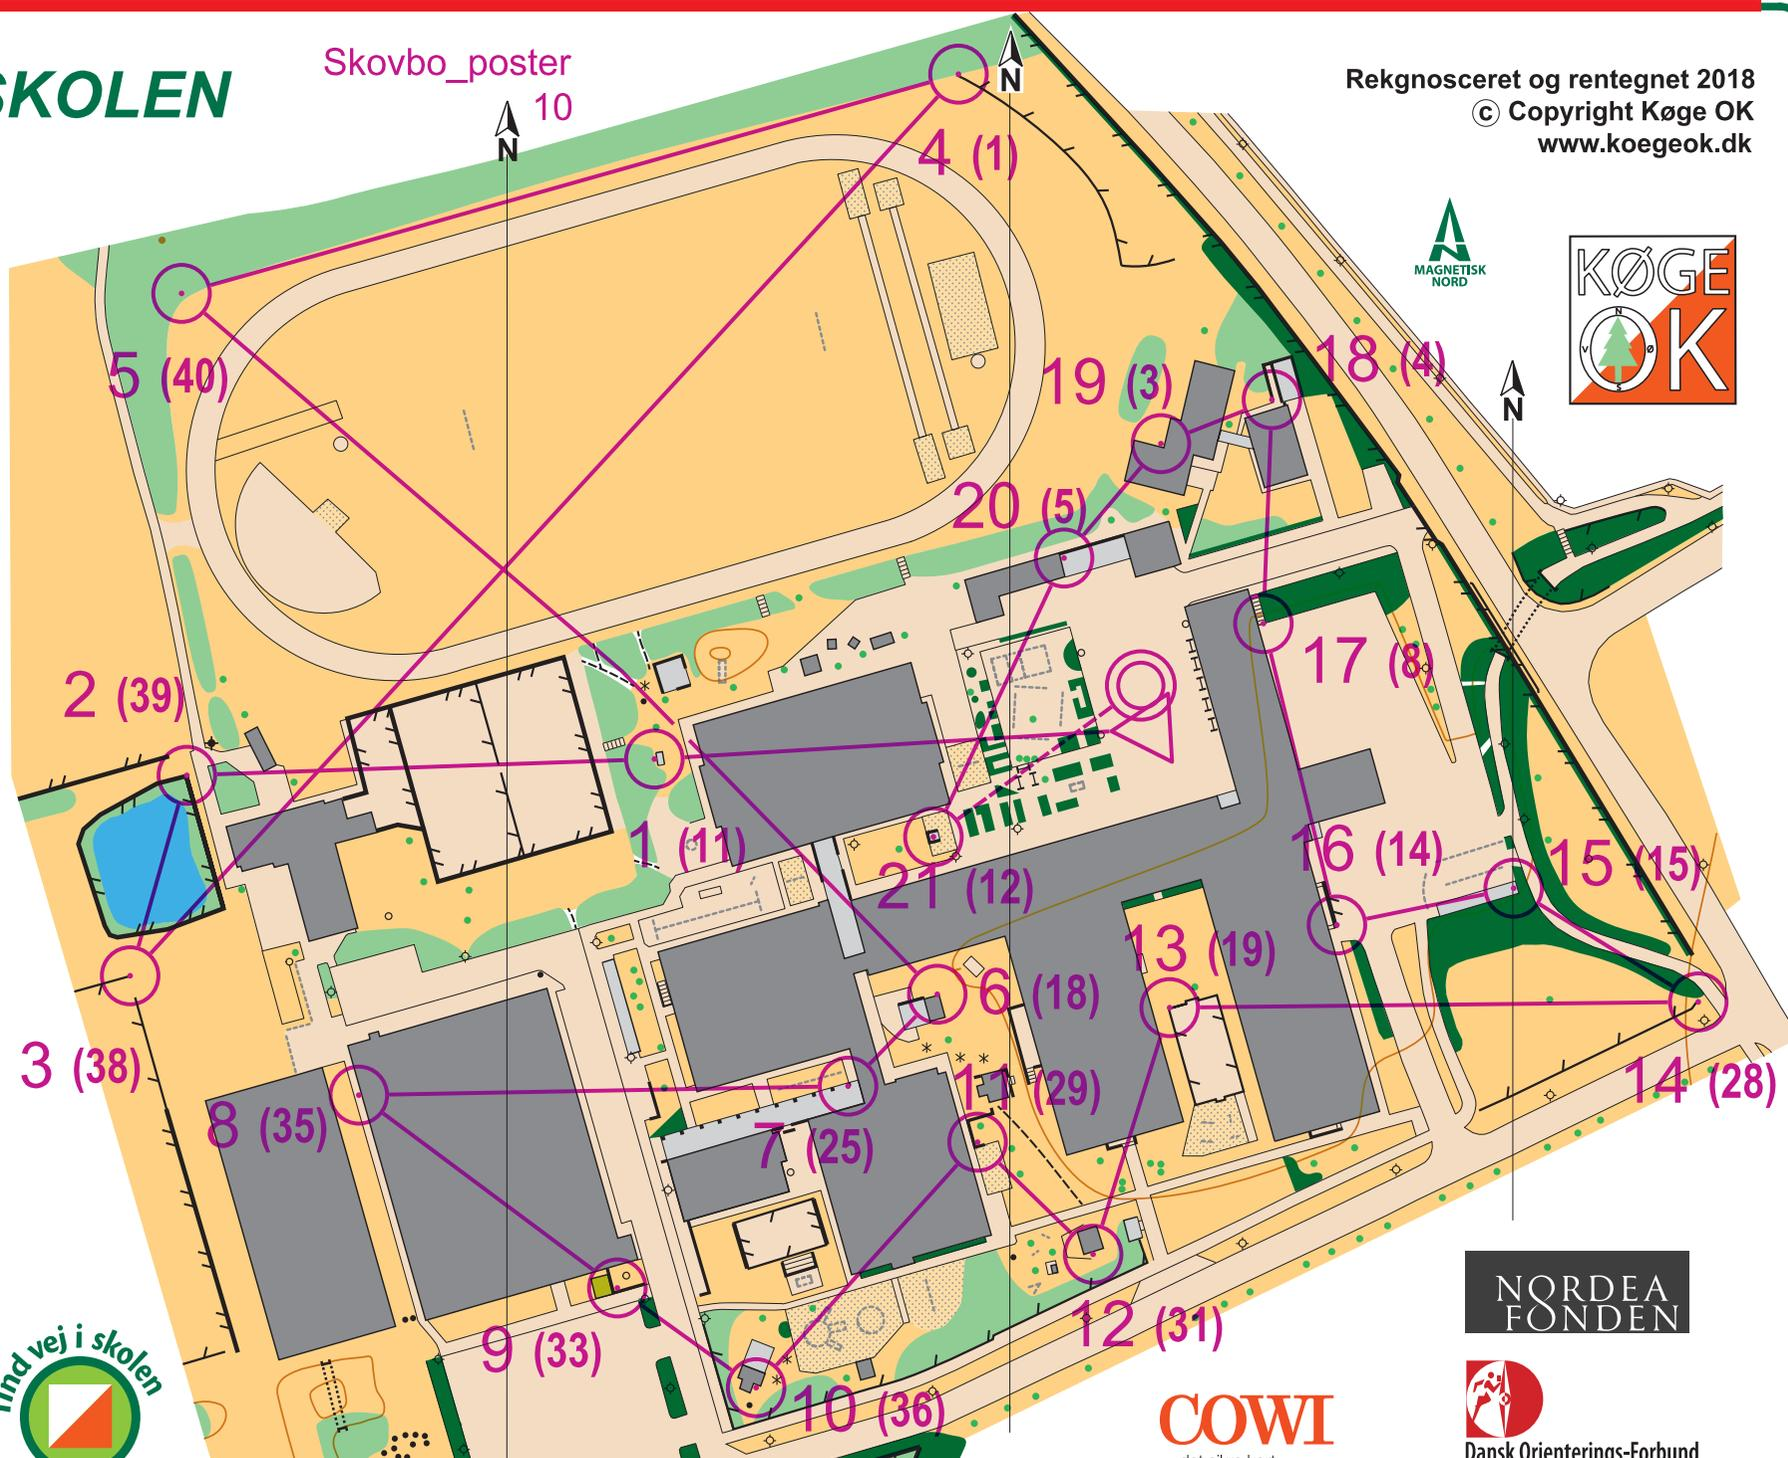 SKOLEN
Skovbo_poster
10
N
N
Rekgnosceret og rentegnet 2018
© Copyright Køge OK
www.koegeok.dk
4 (1)
MAGNETISK
NORD
KØGE
OK
N
V
Ø
S
5 (40)
19 (3)
18 (4)
N
20 (5)
2 (39)
17 (8)
1 (11)
16 (14)
15 (15)
21 (12)
13 (19)
6 (18)
3 (38)
11 (29)
14 (28)
8 (35)
7 (25)
9 (33)
12 (31)
10 (36)
NORDEA
FONDEN
find vej i skolen
COWI
Dansk Orienterings-Forbund